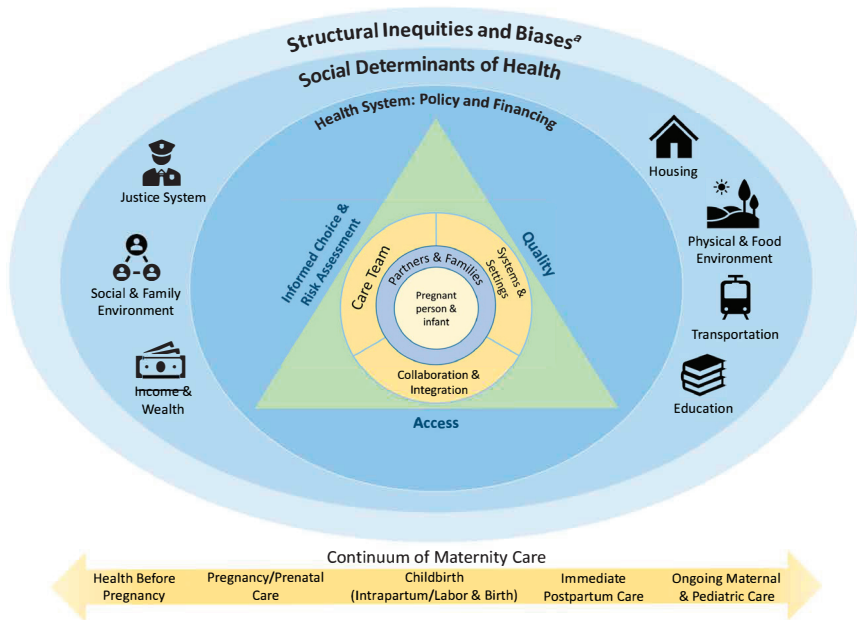 Structural Inequities and Biasesᵃ
Social Determinants of Health
Health System: Policy and Financing
Justice System
Social & Family
Environment
Income &
Wealth
Housing
Physical & Food
Environment
Transportation
Education
Informed Choice &
Risk Assessment
Quality
Access
Care Team
Systems &
Settings
Collaboration &
Integration
Partners & Families
Pregnant
person &
infant
Continuum of Maternity Care
Health Before
Pregnancy
Pregnancy/Prenatal
Care
Childbirth
(Intrapartum/Labor & Birth)
Immediate
Postpartum Care
Ongoing Maternal
& Pediatric Care